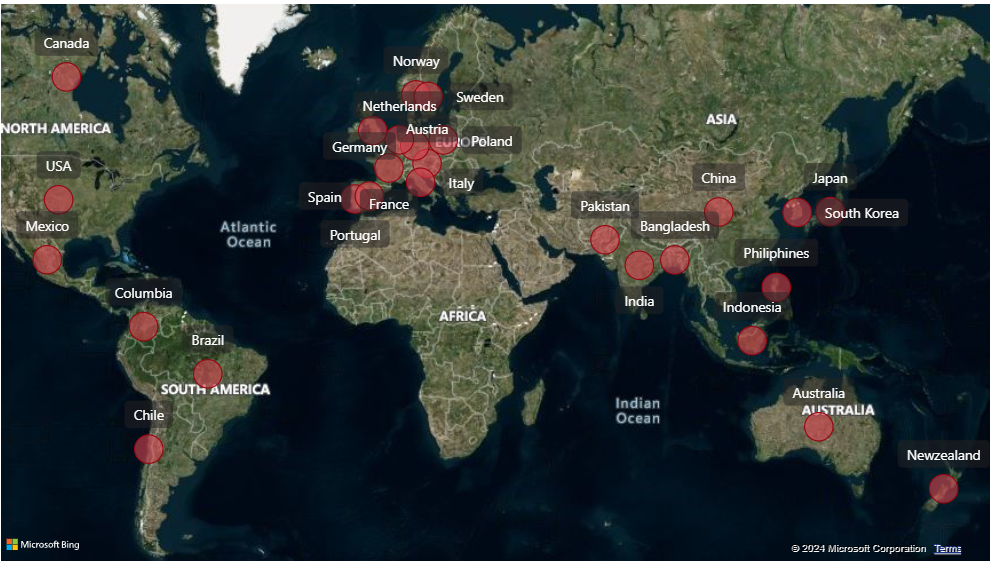 Canada
Norway
Sweden
Netherlands
NORTH AMERICA
Austria
ASIA
Germany
EUROPE
Poland
USA
China
Japan
Italy
Spain
France
Pakistan
South Korea
Mexico
Bangladesh
Atlantic
Ocean
Portugal
Philiphines
Columbia
India
Indonesia
AFRICA
Brazil
SOUTH AMERICA
Australia
AUSTRALIA
Chile
Indian
Ocean
Newzealand
Microsoft Bing
© 2024 Microsoft Corporation Terms